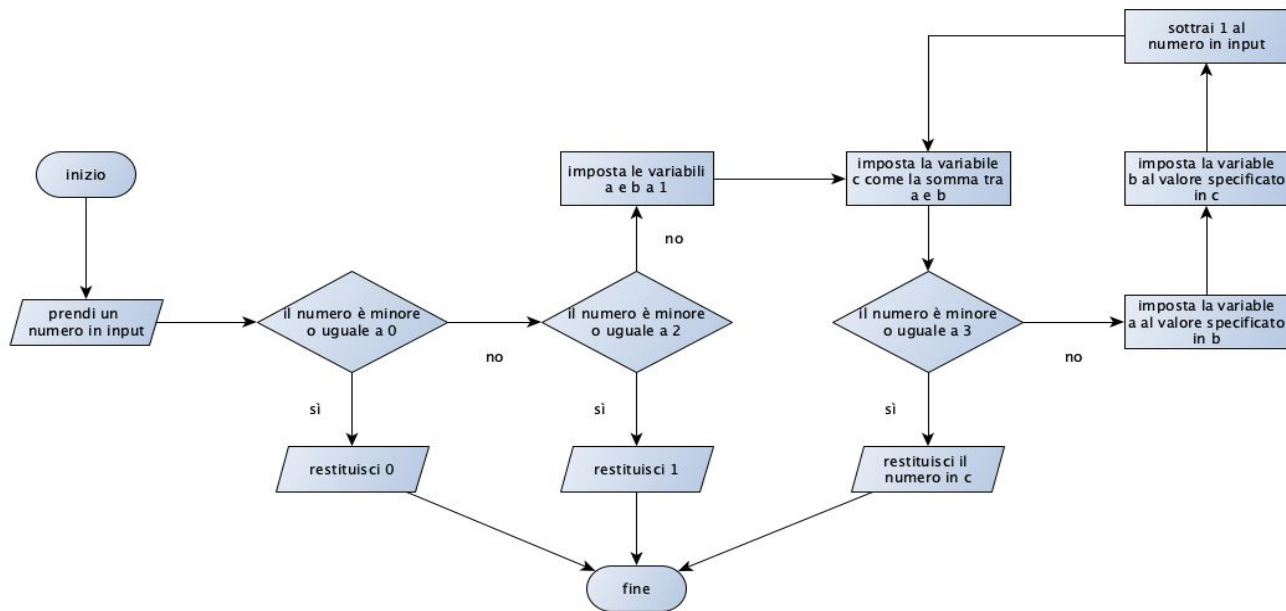 inizio
prendi un
numero in input
il numero è minore
o uguale a 0
sì
restituisci 0
no
il numero è minore
o uguale a 2
sì
restituisci 1
no
imposta le variabili
a e b a 1
imposta la variabile
c come la somma tra
a e b
il numero è minore
o uguale a 3
sì
restituisci il
numero in c
no
imposta la variable
a al valore specificato
in b
imposta la variable
b al valore specificato
in c
sottrai 1 al
numero in input
fine